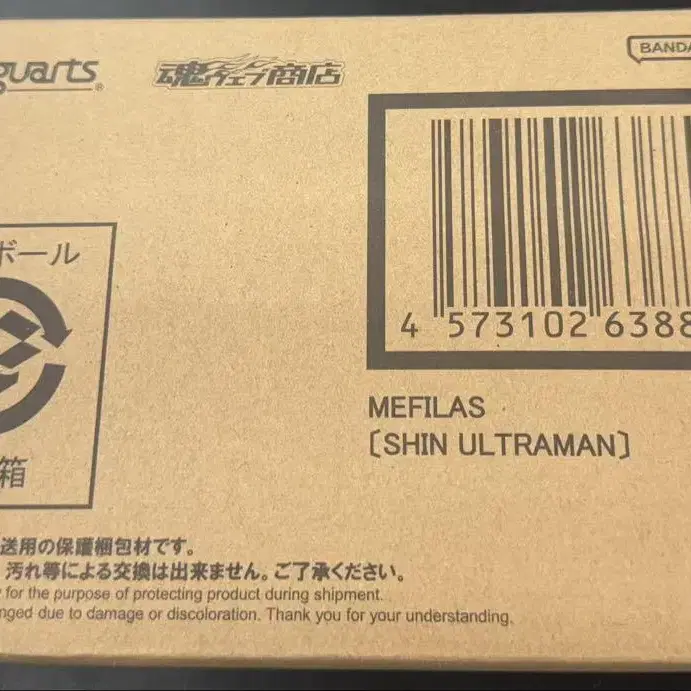 guarts®
魂ウェブ商店
BANDA
4 573102 6388
MEFILAS
〔SHIN ULTRAMAN〕
ボール
箱
送用の保護梱包材です。
汚れ等による交換は出来ません。ご了承ください。
for the purpose of protecting product during shipment.
nged due to damage or discoloration. Thank you for your understanding.